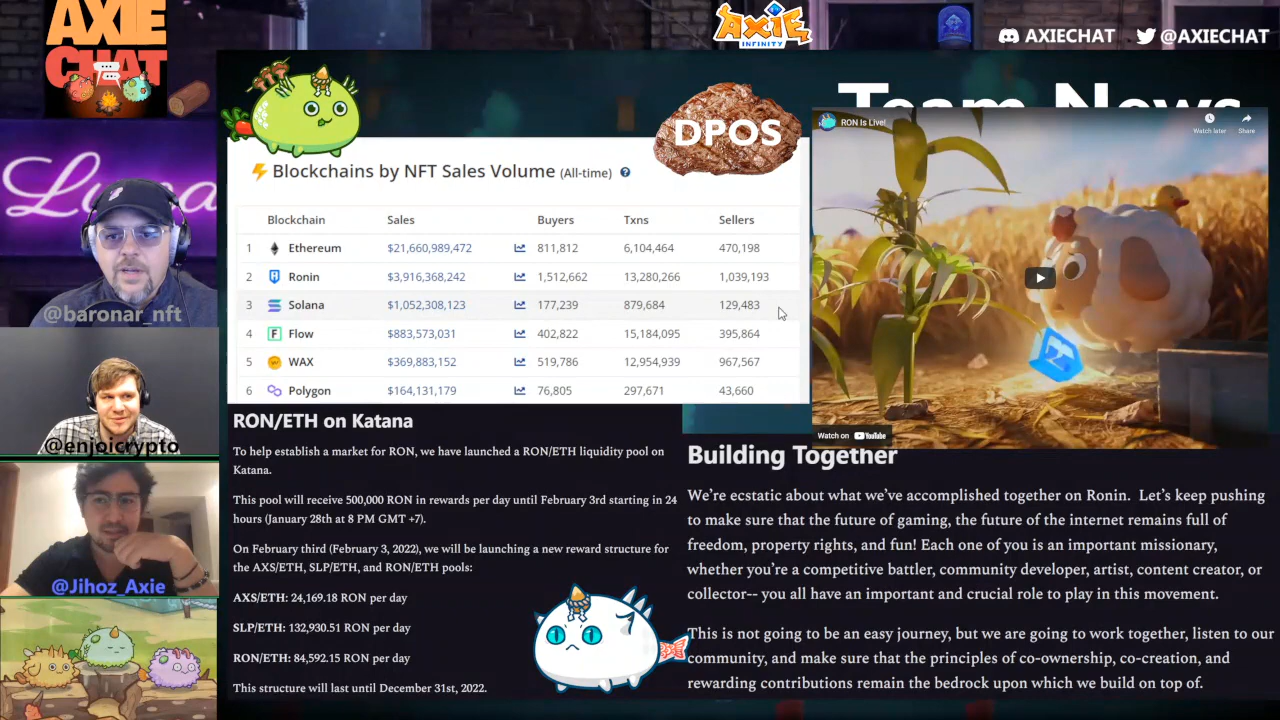 AXIE
CHAT
AXIE
INFINITY
AXIECHAT
@AXIECHAT
Team News
Luna
@baronar_nft
@enjoicrypto
@Jihoz_Axie
DPOS
Blockchains by NFT Sales Volume (All-time) ?
Blockchain Sales Buyers Txns Sellers
1 Ethereum $21,660,989,472 811,812 6,104,464 470,198
2 Ronin $3,916,368,242 1,512,662 13,280,266 1,039,193
3 Solana $1,052,308,123 177,239 879,684 129,483
4 Flow $883,573,031 402,822 15,184,095 395,864
5 WAX $369,883,152 519,786 12,954,939 967,567
6 Polygon $164,131,179 76,805 297,671 43,660
RON Is Live!
Watch later
Share
Watch on YouTube
RON/ETH on Katana
To help establish a market for RON, we have launched a RON/ETH liquidity pool on
Katana.
This pool will receive 500,000 RON in rewards per day until February 3rd starting in 24
hours (January 28th at 8 PM GMT +7).
On February third (February 3, 2022), we will be launching a new reward structure for
the AXS/ETH, SLP/ETH, and RON/ETH pools:
AXS/ETH: 24,169.18 RON per day
SLP/ETH: 132,930.51 RON per day
RON/ETH: 84,592.15 RON per day
This structure will last until December 31st, 2022.
Building Together
We're ecstatic about what we've accomplished together on Ronin. Let's keep pushing
to make sure that the future of gaming, the future of the internet remains full of
freedom, property rights, and fun! Each one of you is an important missionary,
whether you're a competitive battler, community developer, artist, content creator, or
collector-- you all have an important and crucial role to play in this movement.
This is not going to be an easy journey, but we are going to work together, listen to our
community, and make sure that the principles of co-ownership, co-creation, and
rewarding contributions remain the bedrock upon which we build on top of.